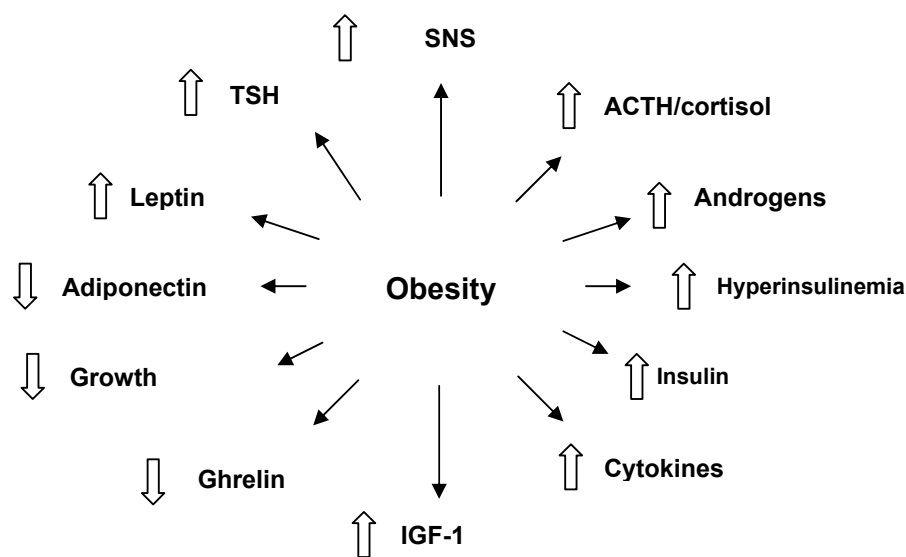 SNS
TSH
ACTH/cortisol
Leptin
Androgens
Adiponectin
Obesity
Hyperinsulinemia
Growth
Insulin
Ghrelin
Cytokines
IGF-1